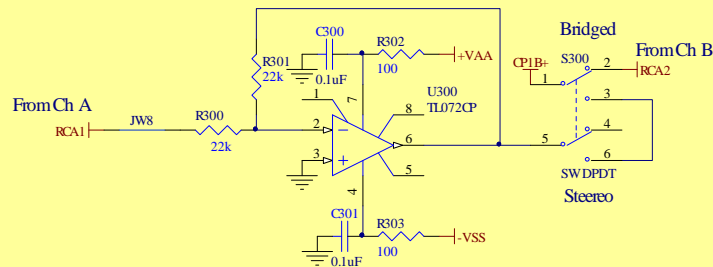 C300
0.1uF
R302
100
+VAA
Bridged
S300
From Ch B
CP1B+
1
2
RCA2
R301
22k
U300
TL072CP
From Ch A
RCA1
JW8
R300
22k
1
7
8
2
3
6
5
4
5
3
4
6
SWDPDT
Steereo
C301
0.1uF
R303
100
-VSS